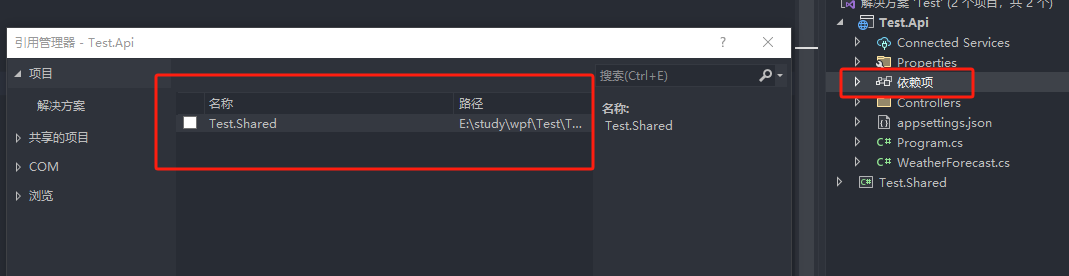 引用管理器 - Test.Api
? ×
项目
解决方案
共享的项目
COM
浏览
名称 路径
Test.Shared E:\study\wpf\Test\T...
搜索(Ctrl+E)
名称:
Test.Shared
解决方案 'Test' (2 个项目, 共 2 个)
Test.Api
Connected Services
Properties
依赖项
Controllers
appsettings.json
C# Program.cs
C# WeatherForecast.cs
C# Test.Shared